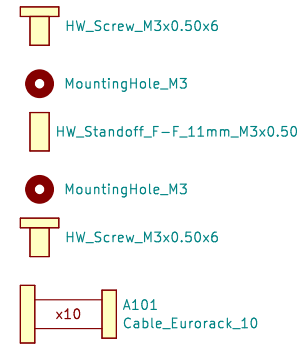 HW_Screw_M3x0.50x6
MountingHole_M3
HW_Standoff_F-F_11mm_M3x0.50
MountingHole_M3
HW_Screw_M3x0.50x6
x10
A101
Cable_Eurorack_10